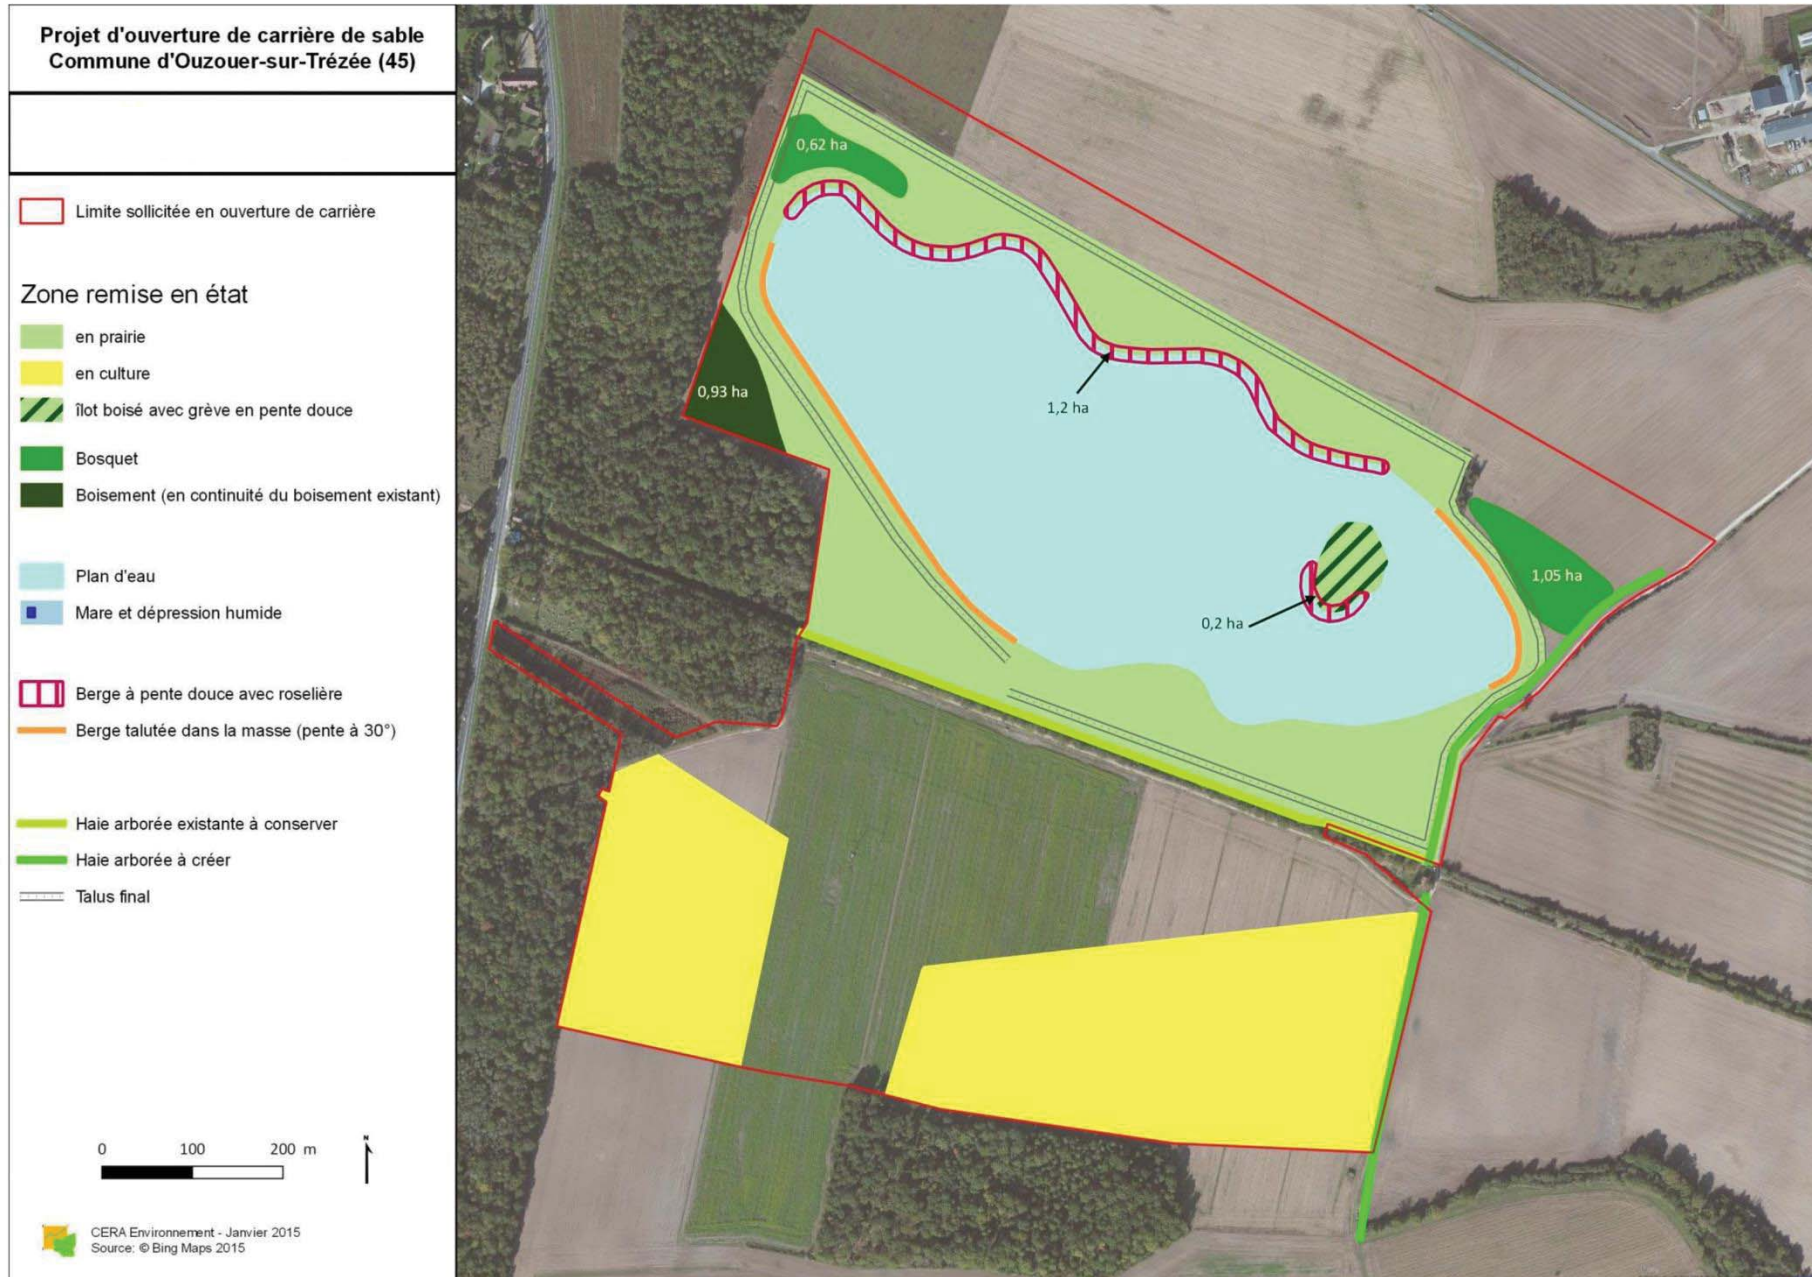 Projet d'ouverture de carrière de sable
Commune d'Ouzouer-sur-Trézée (45)
Limite sollicitée en ouverture de carrière
Zone remise en état
en prairie
en culture
îlot boisé avec grève en pente douce
Bosquet
Boisement (en continuité du boisement existant)
Plan d'eau
Mare et dépression humide
Berge à pente douce avec roselière
Berge talutée dans la masse (pente à 30°)
Haie arborée existante à conserver
Haie arborée à créer
Talus final
0 100 200 m
N
CERA Environnement - Janvier 2015
Source: © Bing Maps 2015
0,62 ha
0,93 ha
1,2 ha
1,05 ha
0,2 ha